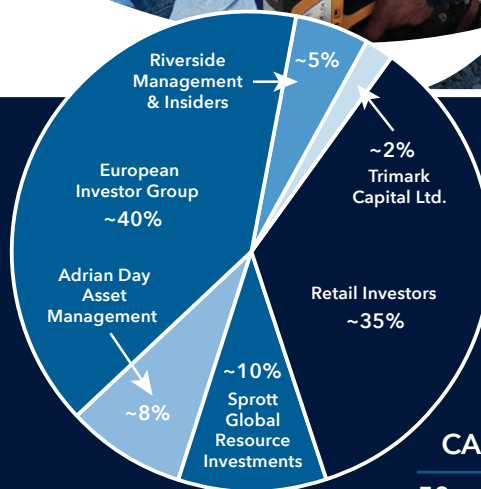 Riverside
Management
& Insiders
~5%
~2%
Trimark
Capital Ltd.
European
Investor Group
~40%
Adrian Day
Asset
Management
~8%
Retail Investors
~35%
~10%
Sprott
Global
Resource
Investments
CA